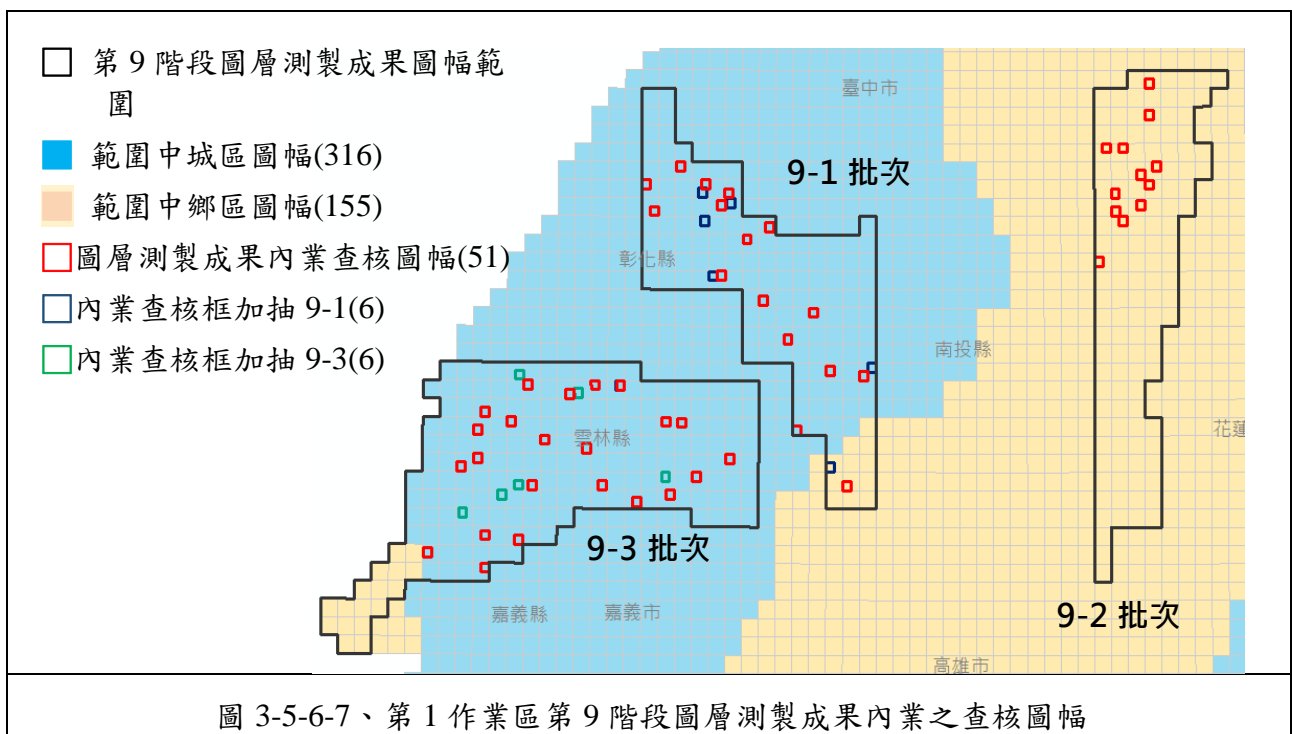 第 9 階段圖層測製成果圖幅範
圍
範圍中城區圖幅(316)
範圍中鄉區圖幅(155)
圖層測製成果內業查核圖幅(51)
內業查核框加抽 9-1(6)
內業查核框加抽 9-3(6)
臺中市
9-1 批次
彰化縣
南投縣
花蓮
雲林縣
9-3 批次
嘉義縣
嘉義市
9-2 批次
高雄市
圖 3-5-6-7、第 1 作業區第 9 階段圖層測製成果內業之查核圖幅